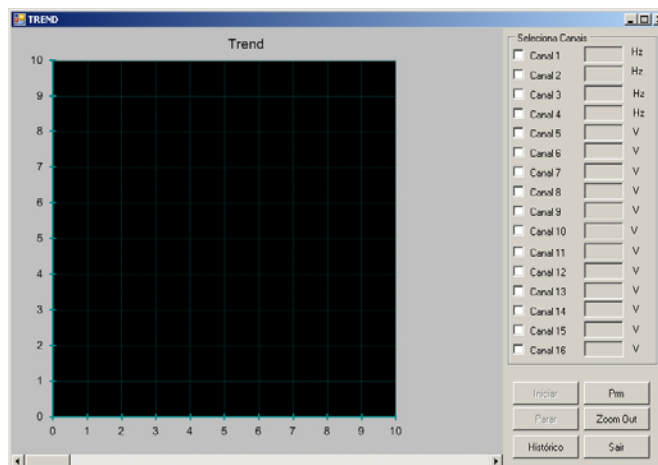 TREND
Trend
10
9
8
7
6
5
4
3
2
1
0
0 1 2 3 4 5 6 7 8 9 10
Seleciona Canais
Canal 1 Hz
Canal 2 Hz
Canal 3 Hz
Canal 4 Hz
Canal 5 V
Canal 6 V
Canal 7 V
Canal 8 V
Canal 9 V
Canal 10 V
Canal 11 V
Canal 12 V
Canal 13 V
Canal 14 V
Canal 15 V
Canal 16 V
Iniciar Prm
Parar Zoom Out
Histórico Sair